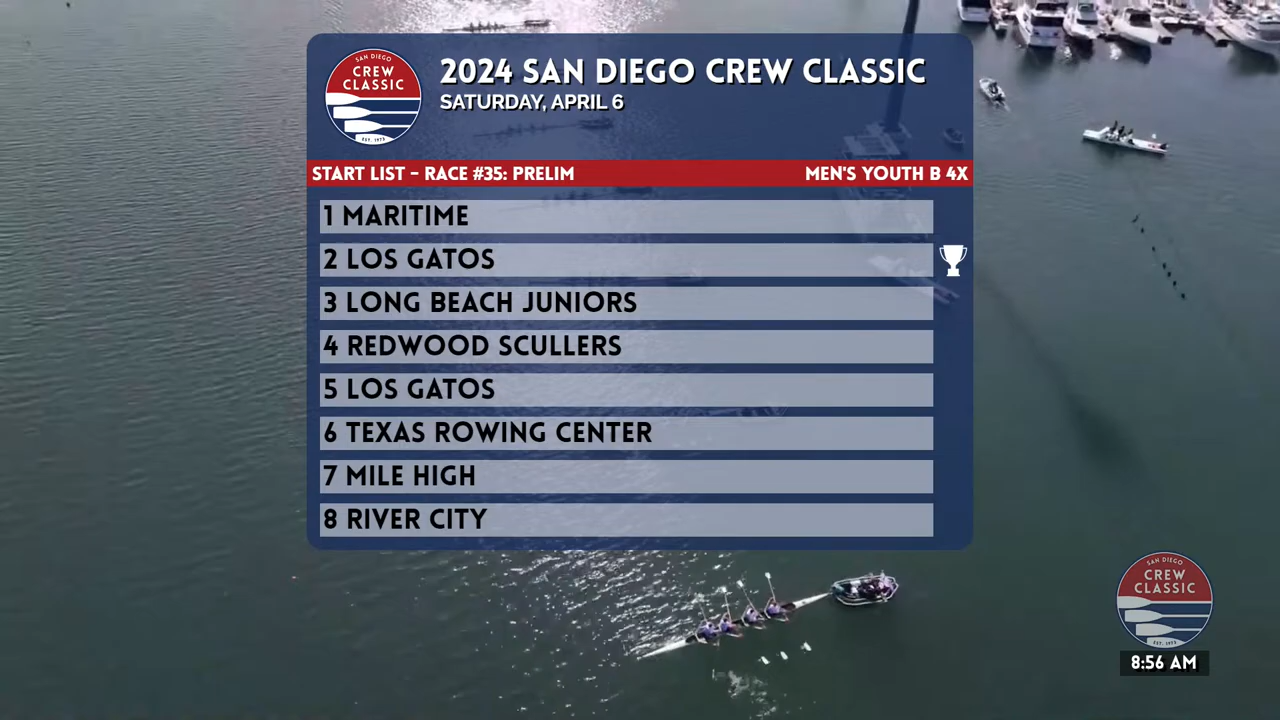 SAN DIEGO
CREW
CLASSIC
EST. 1973
2024 SAN DIEGO CREW CLASSIC
SATURDAY, APRIL 6
START LIST - RACE #35: PRELIM
MEN'S YOUTH B 4X
1 MARITIME
2 LOS GATOS
3 LONG BEACH JUNIORS
4 REDWOOD SCULLERS
5 LOS GATOS
6 TEXAS ROWING CENTER
7 MILE HIGH
8 RIVER CITY
SAN DIEGO
CREW
CLASSIC
EST. 1973
8:56 AM